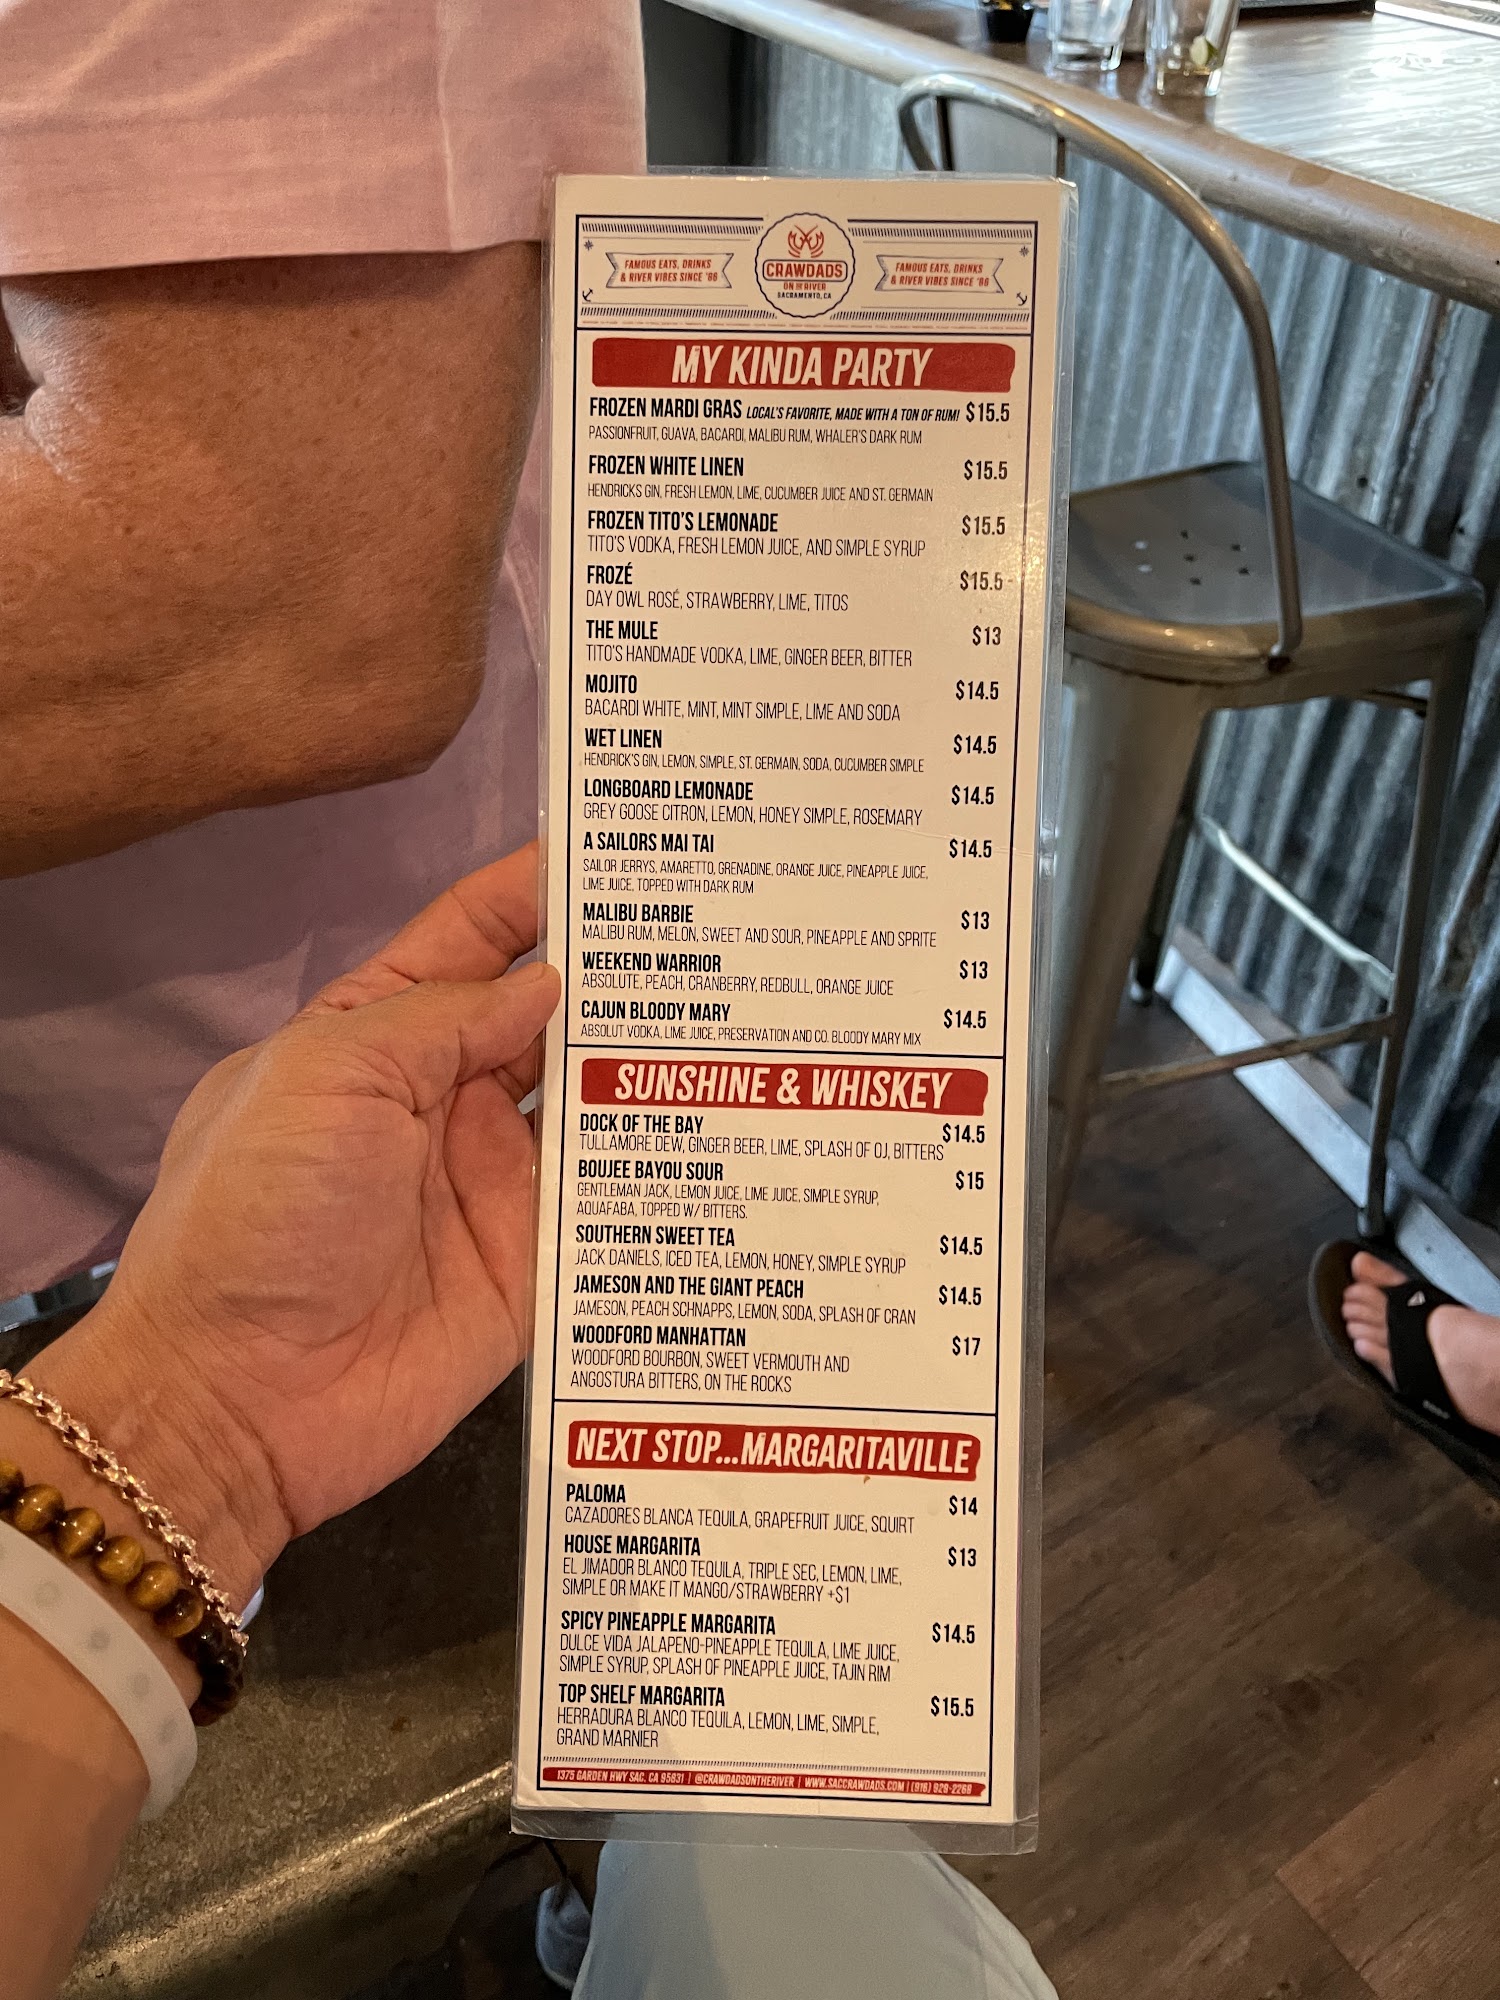 FAMOUS EATS, DRINKS
& RIVER VIBES SINCE '86
CRAWDADS
ON THE RIVER
SACRAMENTO, CA
FAMOUS EATS, DRINKS
& RIVER VIBES SINCE '86
MY KINDA PARTY
FROZEN MARDI GRAS LOCAL'S FAVORITE, MADE WITH A TON OF RUM! $15.5
PASSIONFRUIT, GUAVA, BACARDI, MALIBU RUM, WHALER'S DARK RUM
FROZEN WHITE LINEN $15.5
HENDRICKS GIN, FRESH LEMON, LIME, CUCUMBER JUICE AND ST. GERMAIN
FROZEN TITO'S LEMONADE $15.5
TITO'S VODKA, FRESH LEMON JUICE, AND SIMPLE SYRUP
FROZÉ $15.5
DAY OWL ROSÉ, STRAWBERRY, LIME, TITOS
THE MULE $13
TITO'S HANDMADE VODKA, LIME, GINGER BEER, BITTER
MOJITO $14.5
BACARDI WHITE, MINT, MINT SIMPLE, LIME AND SODA
WET LINEN $14.5
HENDRICK'S GIN, LEMON, SIMPLE, ST. GERMAIN, SODA, CUCUMBER SIMPLE
LONGBOARD LEMONADE $14.5
GREY GOOSE CITRON, LEMON, HONEY SIMPLE, ROSEMARY
A SAILORS MAI TAI $14.5
SAILOR JERRYS, AMARETTO, GRENADINE, ORANGE JUICE, PINEAPPLE JUICE,
LIME JUICE, TOPPED WITH DARK RUM
MALIBU BARBIE $13
MALIBU RUM, MELON, SWEET AND SOUR, PINEAPPLE AND SPRITE
WEEKEND WARRIOR $13
ABSOLUTE, PEACH, CRANBERRY, REDBULL, ORANGE JUICE
CAJUN BLOODY MARY $14.5
ABSOLUT VODKA, LIME JUICE, PRESERVATION AND CO. BLOODY MARY MIX
SUNSHINE & WHISKEY
DOCK OF THE BAY $14.5
TULLAMORE DEW, GINGER BEER, LIME, SPLASH OF OJ, BITTERS
BOUJEE BAYOU SOUR $15
GENTLEMAN JACK, LEMON JUICE, LIME JUICE, SIMPLE SYRUP,
AQUAFABA, TOPPED W/ BITTERS.
SOUTHERN SWEET TEA $14.5
JACK DANIELS, ICED TEA, LEMON, HONEY, SIMPLE SYRUP
JAMESON AND THE GIANT PEACH $14.5
JAMESON, PEACH SCHNAPPS, LEMON, SODA, SPLASH OF CRAN
WOODFORD MANHATTAN $17
WOODFORD BOURBON, SWEET VERMOUTH AND
ANGOSTURA BITTERS, ON THE ROCKS
NEXT STOP...MARGARITAVILLE
PALOMA $14
CAZADORES BLANCA TEQUILA, GRAPEFRUIT JUICE, SQUIRT
HOUSE MARGARITA $13
EL JIMADOR BLANCO TEQUILA, TRIPLE SEC, LEMON, LIME,
SIMPLE OR MAKE IT MANGO/STRAWBERRY +$1
SPICY PINEAPPLE MARGARITA $14.5
DULCE VIDA JALAPENO-PINEAPPLE TEQUILA, LIME JUICE,
SIMPLE SYRUP, SPLASH OF PINEAPPLE JUICE, TAJIN RIM
TOP SHELF MARGARITA $15.5
HERRADURA BLANCO TEQUILA, LEMON, LIME, SIMPLE,
GRAND MARNIER
1375 GARDEN HWY SAC. CA 95831 | @CRAWDADSONTHERIVER | WWW.SACCRAWDADS.COM | (916) 929-2268